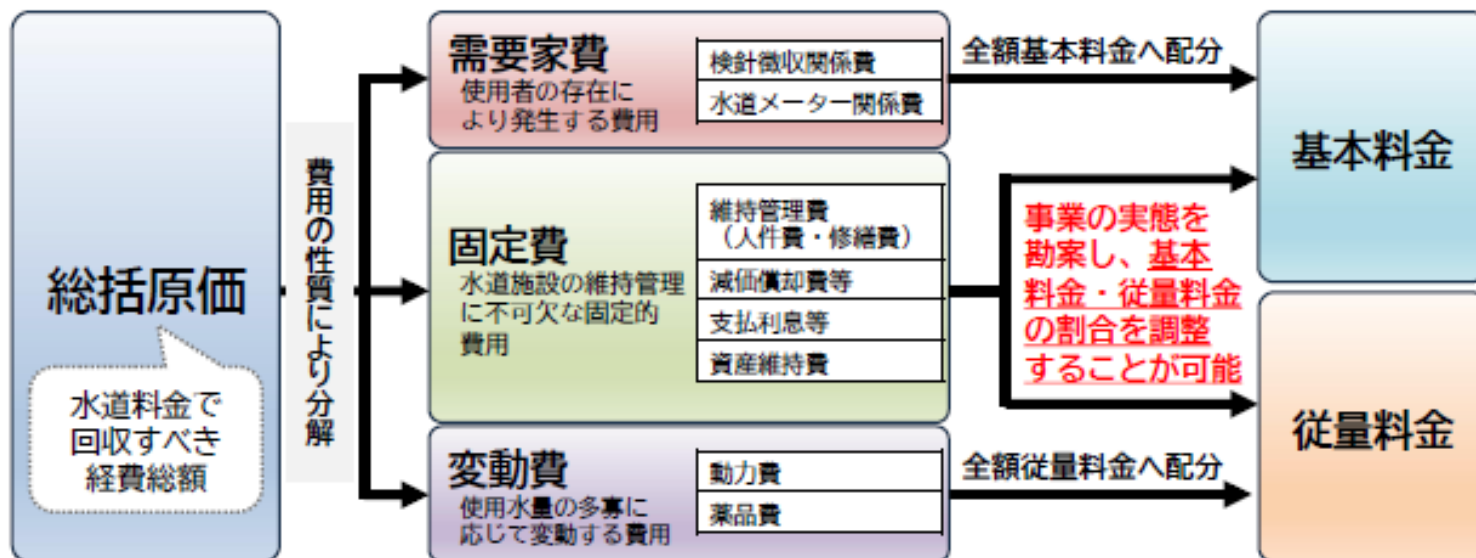 総括原価
水道料金で
回収すべき
経費総額
費用の性質により分解
需要家費
使用者の存在に
より発生する費用
検針徴収関係費
水道メーター関係費
全額基本料金へ配分
固定費
水道施設の維持管理
に不可欠な固定的
費用
維持管理費
（人件費・修繕費）
減価償却費等
支払利息等
資産維持費
事業の実態を
勘案し、基本
料金・従量料金
の割合を調整
することが可能
変動費
使用水量の多寡に
応じて変動する費用
動力費
薬品費
全額従量料金へ配分
基本料金
従量料金